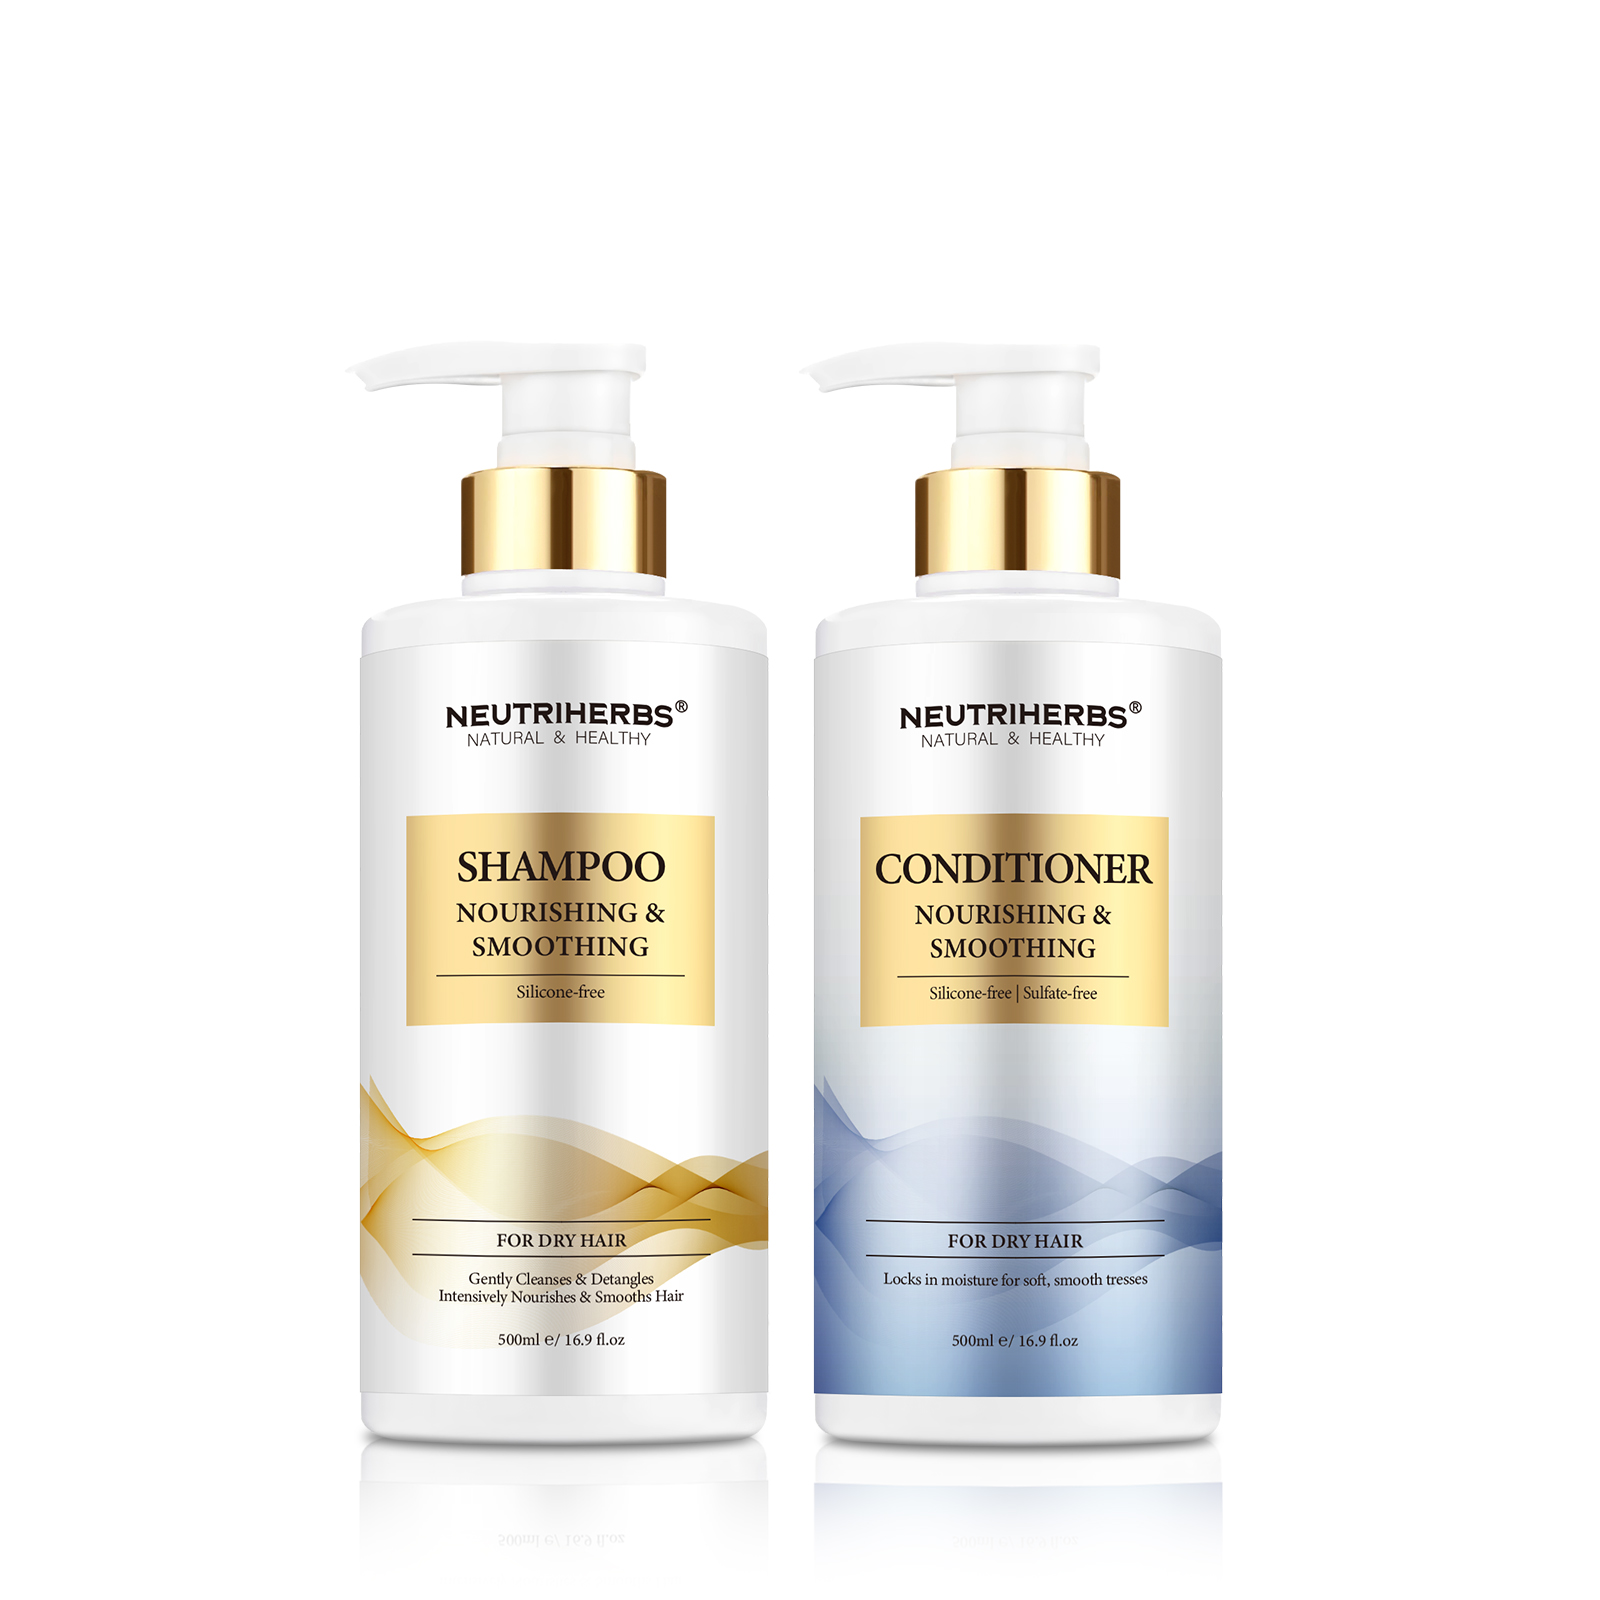 NEUTRIHERBS®
NATURAL & HEALTHY
SHAMPOO
NOURISHING &
SMOOTHING
Silicone-free
FOR DRY HAIR
Gently Cleanses & Detangles
Intensively Nourishes & Smooths Hair
500ml ℮/ 16.9 fl.oz
NEUTRIHERBS®
NATURAL & HEALTHY
CONDITIONER
NOURISHING &
SMOOTHING
Silicone-free | Sulfate-free
FOR DRY HAIR
Locks in moisture for soft, smooth tresses
500ml ℮/ 16.9 fl.oz